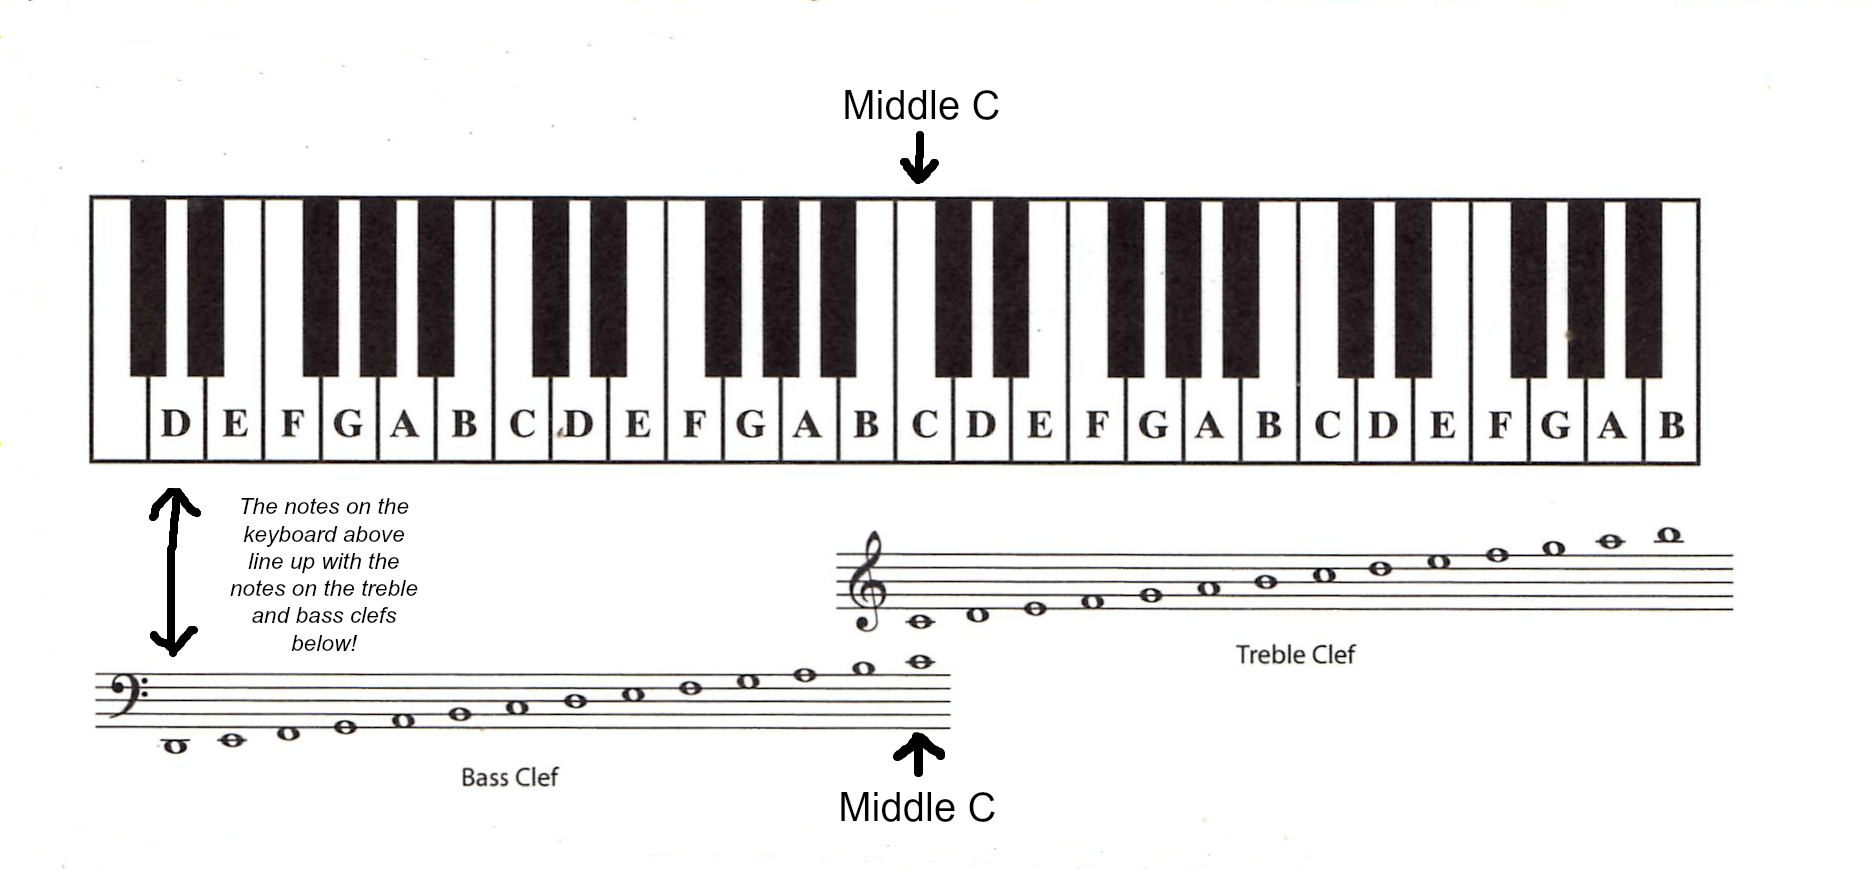 Middle C
D E F G A B C D E F G A B C D E F G A B C D E F G A B
The notes on the
keyboard above
line up with the
notes on the treble
and bass clefs
below!
Treble Clef
Bass Clef
Middle C